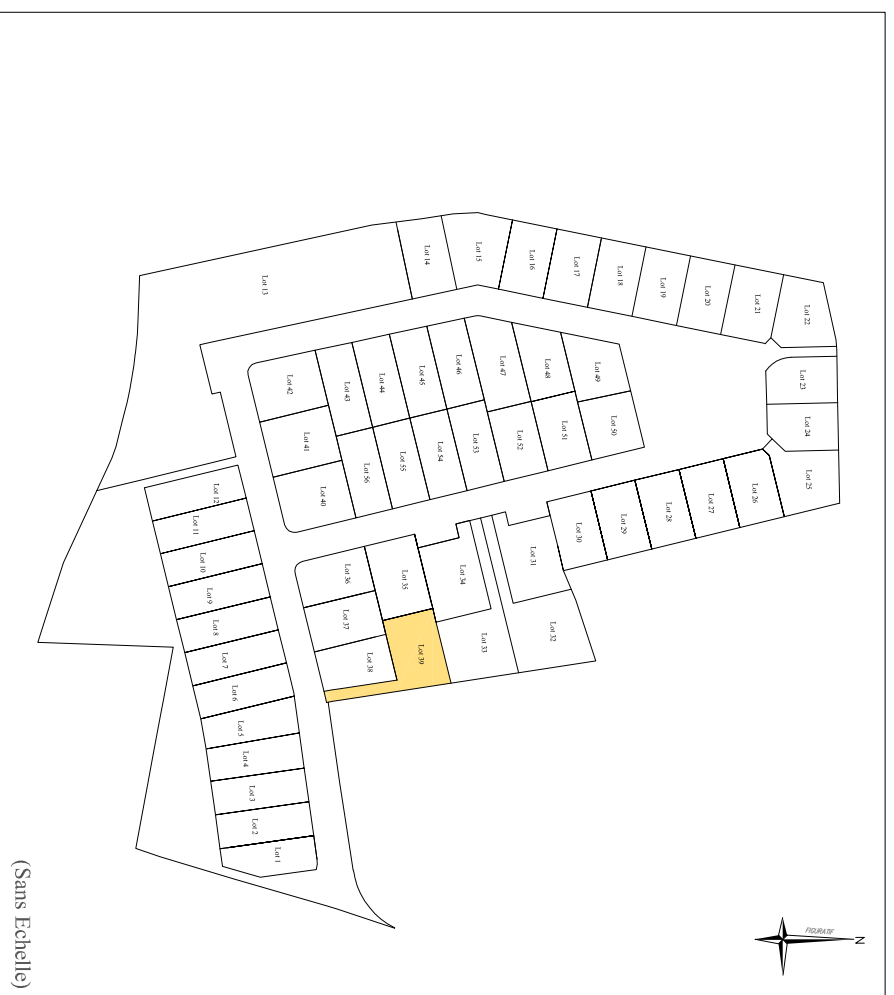 Lot 1
Lot 2
Lot 3
Lot 4
Lot 5
Lot 6
Lot 7
Lot 8
Lot 9
Lot 10
Lot 11
Lot 12
Lot 13
Lot 14
Lot 15
Lot 16
Lot 17
Lot 18
Lot 19
Lot 20
Lot 21
Lot 22
Lot 23
Lot 24
Lot 25
Lot 26
Lot 27
Lot 28
Lot 29
Lot 30
Lot 31
Lot 32
Lot 33
Lot 34
Lot 35
Lot 36
Lot 37
Lot 38
Lot 39
Lot 40
Lot 41
Lot 42
Lot 43
Lot 44
Lot 45
Lot 46
Lot 47
Lot 48
Lot 49
Lot 50
Lot 51
Lot 52
Lot 53
Lot 54
Lot 55
Lot 56
FIGURATIF
N
(Sans Echelle)